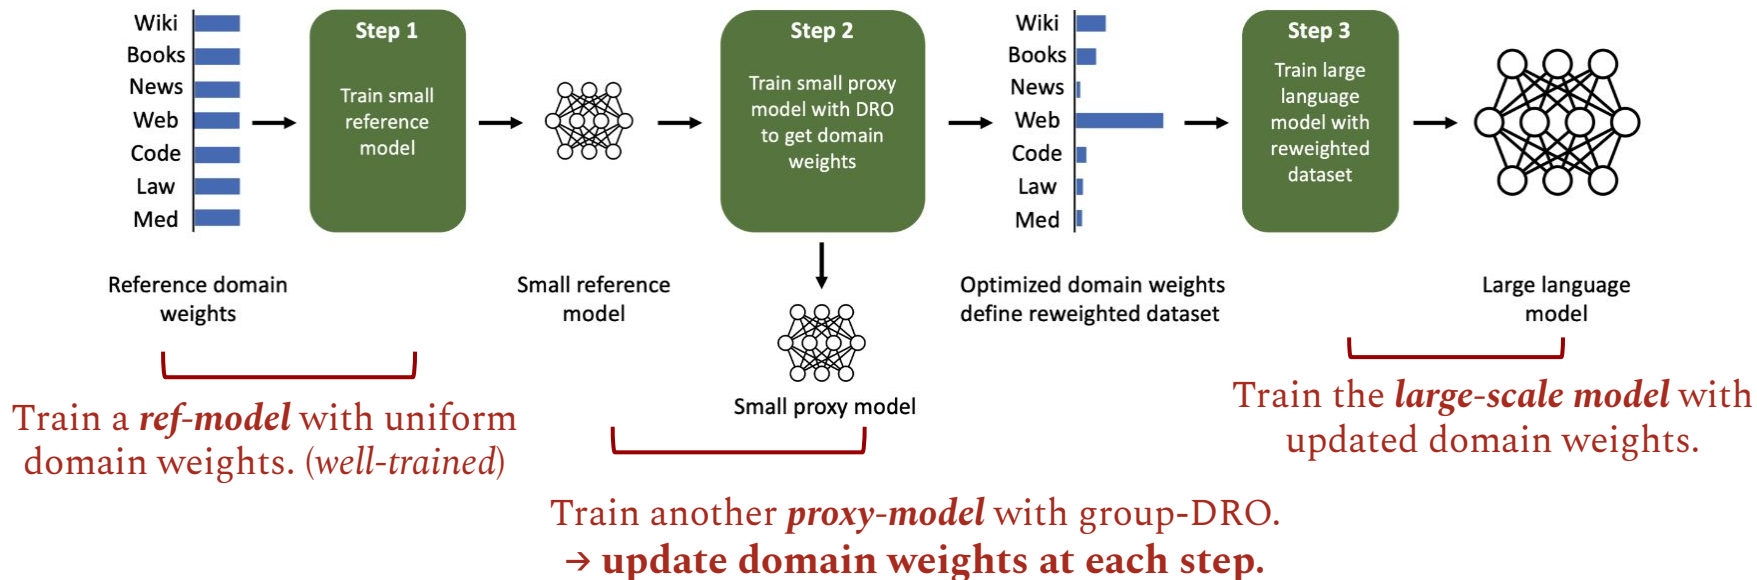 Wiki
Books
News
Web
Code
Law
Med
Reference domain
weights
Step 1
Train small
reference
model
Small reference
model
Step 2
Train small proxy
model with DRO
to get domain
weights
Small proxy model
Wiki
Books
News
Web
Code
Law
Med
Optimized domain weights
define reweighted dataset
Step 3
Train large
language
model with
reweighted
dataset
Large language
model
Train a ref-model with uniform
domain weights. (well-trained)
Train another proxy-model with group-DRO.
→ update domain weights at each step.
Train the large-scale model with
updated domain weights.